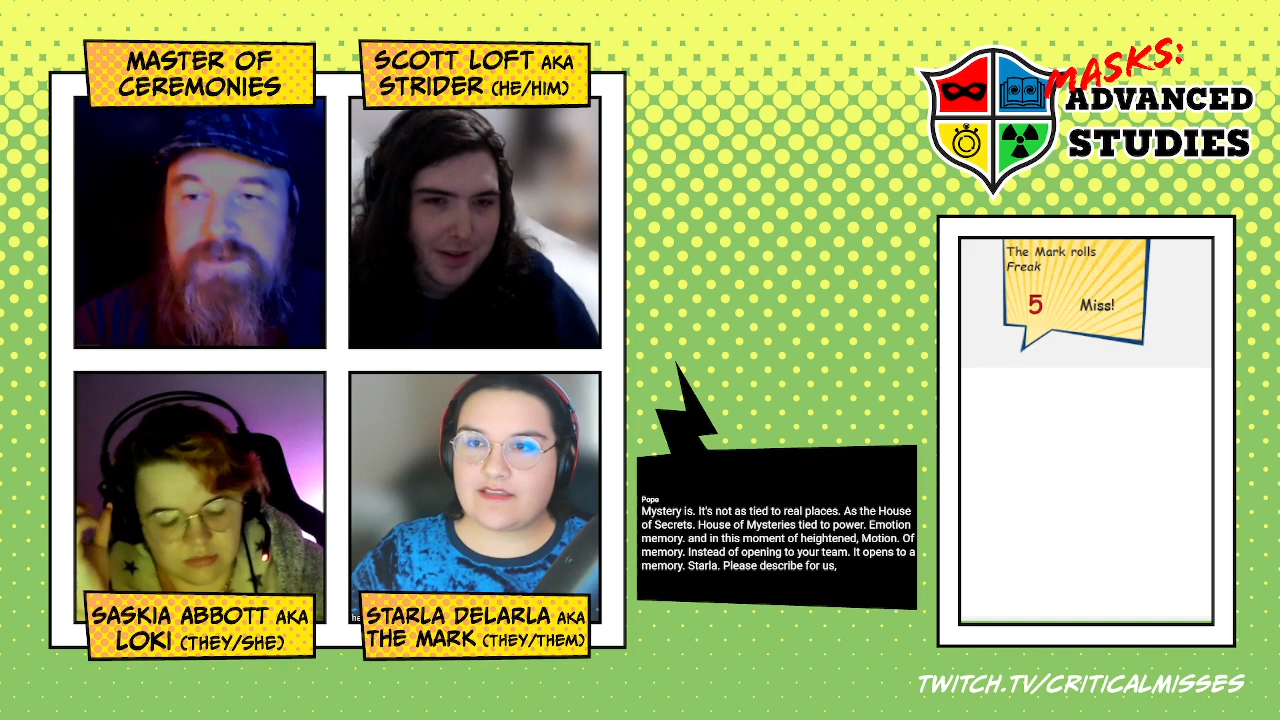 MASTER OF
CEREMONIES
SCOTT LOFT AKA
STRIDER (HE/HIM)
MASKS:
ADVANCED
STUDIES
The Mark rolls
Freak
5 Miss!
Pope
Mystery is. It's not as tied to real places. As the House
of Secrets. House of Mysteries tied to power. Emotion
memory. and in this moment of heightened, Motion. Of
memory. Instead of opening to your team. It opens to a
memory. Starla. Please describe for us,
SASKIA ABBOTT AKA
LOKI (THEY/SHE)
he
STARLA DELARLA AKA
THE MARK (THEY/THEM)
TWITCH.TV/CRITICALMISSES